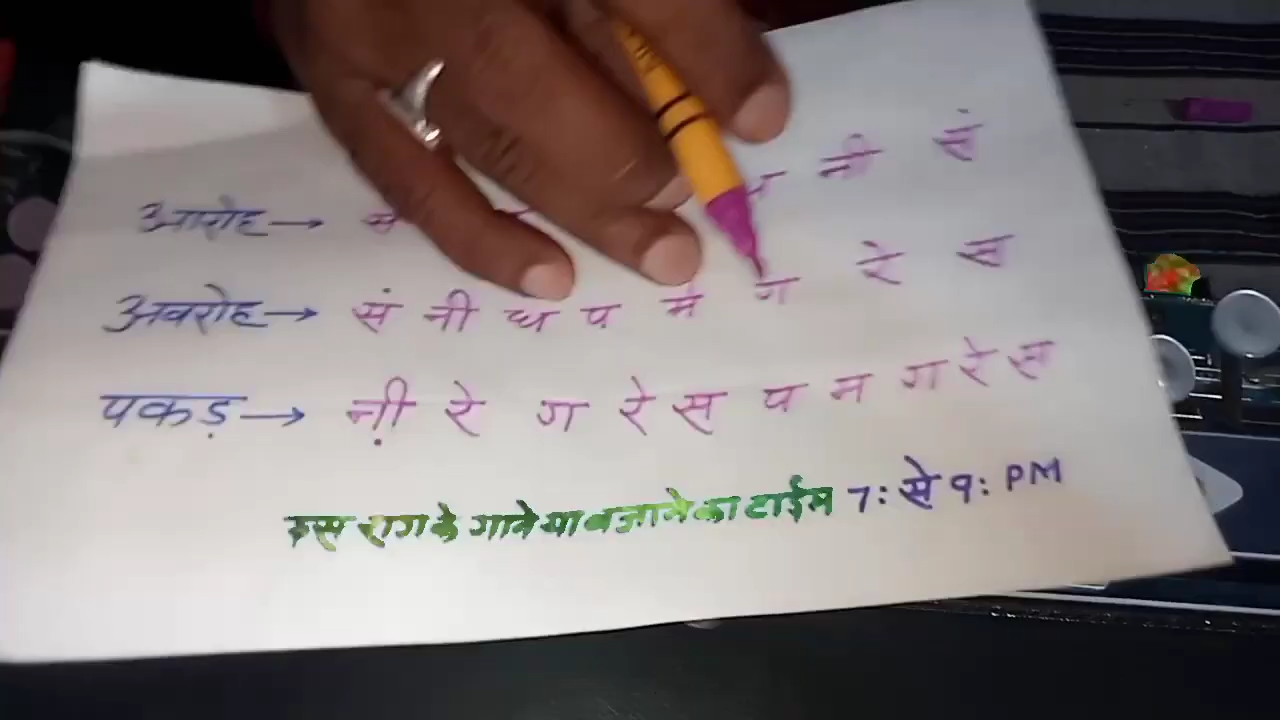 आरोह→ स नी सं
अवरोह→ सं नी ध प म ग रे स
पकड़→ ऩी रे ग रे स प म ग रे स
इस राग के गाने या बजाने का टाईम 7: से 9: PM